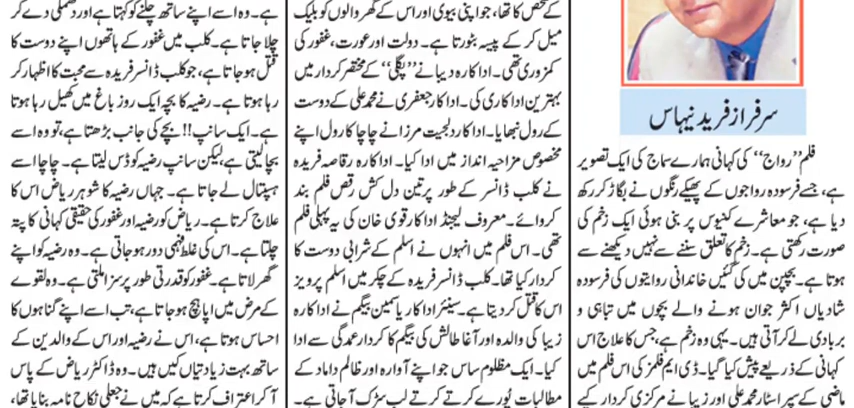 سرفراز فرید نیہاس
فلم ’’رواج‘‘ کی کہانی ہمارے سماج کی ایک تصویر
ہے، جسے فرسودہ رواجوں کے پھیکے رنگوں نے بگاڑ کر رکھ
دیا ہے، جو معاشرے کنیوس پر بنی ہوئی ایک زخم کی
صورت رکھتی ہے۔ زخم کا تعلق سننے سے نہیں دیکھنے سے
ہوتا ہے۔ بچپن میں کی گئیں خاندانی روایتوں کی فرسودہ
شادیاں اکثر جوان ہونے والے بچوں میں تباہی و
بربادی لے کر آتی ہیں۔ یہی وہ زخم ہے، جس کا علاج اس
کہانی کے ذریعے پیش کیا گیا۔ ڈی ایم فلمز کی اس فلم میں
ماضی کے سپر اسٹار محمد علی اور زیبا نے مرکزی کردار کیے
کے شخص کا تھا، جو اپنی بیوی اور اس کے گھر والوں کو بلیک
میل کر کے پیسہ بٹورتا ہے۔ دولت اور عورت، غفور کی
کمزوری تھی۔ اداکارہ دیبا نے ’’پگلی‘‘ کے مختصر کردار میں
بہترین اداکاری کی۔ اداکار جعفری نے محمد علی کے دوست
کے رول نبھایا۔ اداکار دلجیت مرزا نے چاچا کا رول اپنے
مخصوص مزاحیہ انداز میں ادا کیا۔ اداکارہ رقاصہ فریدہ
نے کلب ڈانسر کے طور پر تین دل کش رقص فلم بند
کروائے۔ معروف لیجنڈ اداکار قوی خان کی یہ پہلی فلم
تھی۔ اس فلم میں انہوں نے اسلم کے شرابی دوست کا
کردار کیا تھا۔ کلب ڈانسر فریدہ کے چکر میں اسلم پرویز
اس کا قتل کر دیتا ہے۔ سینئر اداکار یاسمین بیگم نے اداکارہ
زیبا کی والدہ اور آغا طالش کی بیگم کا کردار عمدگی سے ادا
کیا۔ ایک مظلوم ساس جو اپنے آوارہ اور ظالم داماد کے
مطالبات پورے کرتے کرتے لب سڑک آ جاتی ہے۔
ہے۔ وہ اسے اپنے ساتھ چلنے کو کہتا ہے اور دھمکی دے کر
چلا جاتا ہے۔ کلب میں غفور کے ہاتھوں اپنے دوست کا
قتل ہو جاتا ہے، جو کلب ڈانسر فریدہ سے محبت کا اظہار کر
رہا ہوتا ہے۔ رضیہ کا بچہ ایک روز باغ میں کھیل رہا ہوتا
ہے۔ ایک سانپ!! بچے کی جانب بڑھتا ہے، تو وہ اسے
بچا لیتی ہے، لیکن سانپ رضیہ کو ڈس لیتا ہے۔ چاچا اسے
ہسپتال لے جاتا ہے۔ جہاں رضیہ کا شوہر ریاض اس کا
علاج کرتا ہے۔ ریاض کو رضیہ اور غفور کی حقیقی کہانی کا پتہ
چلتا ہے۔ اس کی غلط فہمی دور ہو جاتی ہے۔ وہ رضیہ کو اپنے
گھر لاتا ہے۔ غفور کو قدرتی طور پر سزا ملتی ہے۔ وہ لقوے
کے مرض میں اپاہج ہو جاتا ہے، تب اسے اپنے گناہوں کا
احساس ہوتا ہے، اس نے رضیہ اور اس کے والدین کے
ساتھ بہت زیادتیاں کیں ہیں۔ وہ ڈاکٹر ریاض کے پاس
آ کر اعتراف کرتا ہے کہ میں نے جعلی نکاح نامہ بنایا تھا،